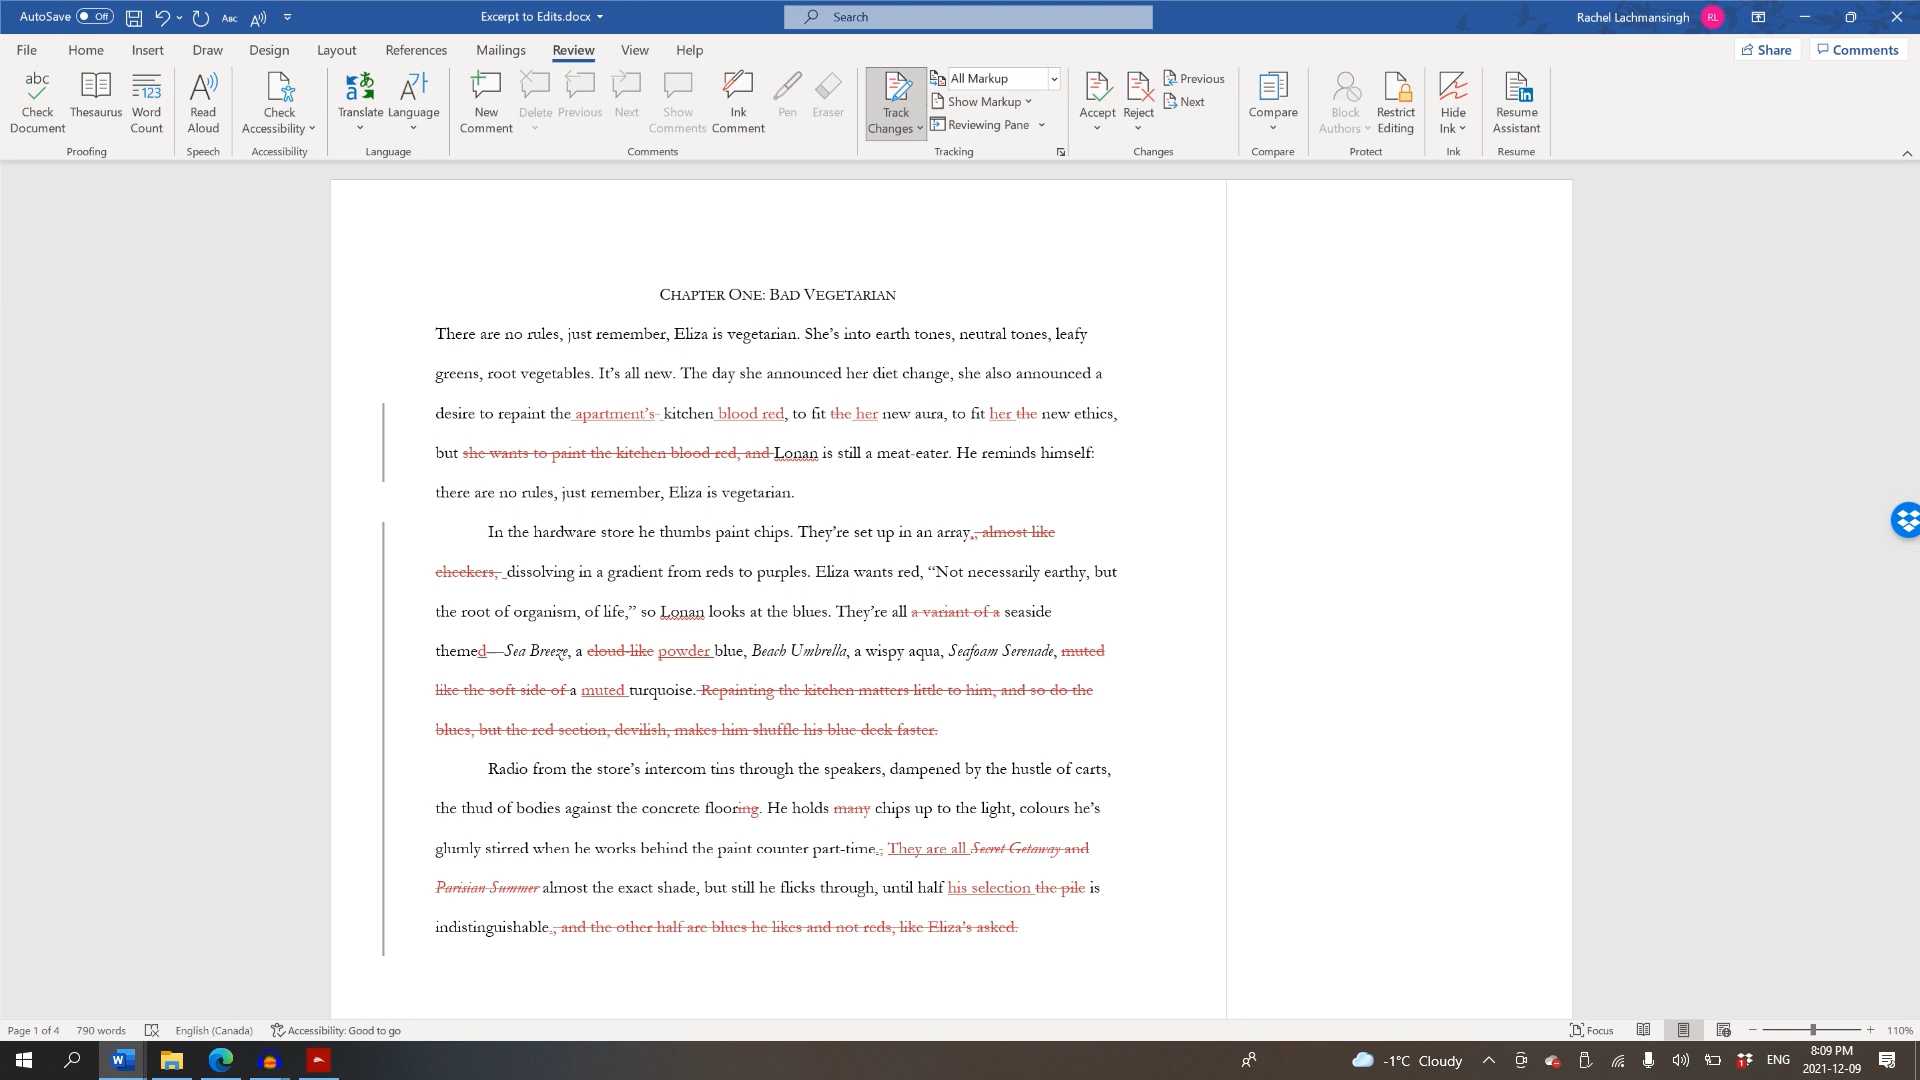 AutoSave Off Abc Excerpt to Edits.docx Search Rachel Lachmansingh RL
File Home Insert Draw Design Layout References Mailings Review View Help Share Comments
abc Check Document Thesaurus 123 Word Count Read Aloud Check Accessibility Translate Language New Comment Delete Previous Next Show Comments Ink Comment Pen Eraser Track Changes All Markup Show Markup Reviewing Pane Accept Reject Previous Next Compare Block Authors Restrict Editing Hide Ink Resume Assistant
Proofing Speech Accessibility Language Comments Tracking Changes Compare Protect Ink Resume
CHAPTER ONE: BAD VEGETARIAN
There are no rules, just remember, Eliza is vegetarian. She’s into earth tones, neutral tones, leafy
greens, root vegetables. It’s all new. The day she announced her diet change, she also announced a
desire to repaint the apartment’s- kitchen blood red, to fit the her new aura, to fit her the new ethics,
but she wants to paint the kitchen blood red, and Lonan is still a meat-eater. He reminds himself:
there are no rules, just remember, Eliza is vegetarian.
In the hardware store he thumbs paint chips. They’re set up in an array,, almost like
checkers, dissolving in a gradient from reds to purples. Eliza wants red, “Not necessarily earthy, but
the root of organism, of life,” so Lonan looks at the blues. They’re all a variant of a seaside
themed—Sea Breeze, a cloud-like powder blue, Beach Umbrella, a wispy aqua, Seafoam Serenade, muted
like the soft side of a muted turquoise. Repainting the kitchen matters little to him, and so do the
blues, but the red section, devilish, makes him shuffle his blue deck faster.
Radio from the store’s intercom tins through the speakers, dampened by the hustle of carts,
the thud of bodies against the concrete flooring. He holds many chips up to the light, colours he’s
glumly stirred when he works behind the paint counter part-time.; They are all Secret Getaway and
Parisian Summer almost the exact shade, but still he flicks through, until half his selection the pile is
indistinguishable., and the other half are blues he likes and not reds, like Eliza’s asked.
Page 1 of 4 790 words English (Canada) Accessibility: Good to go Focus 110%
-1°C Cloudy ENG 8:09 PM
2021-12-09